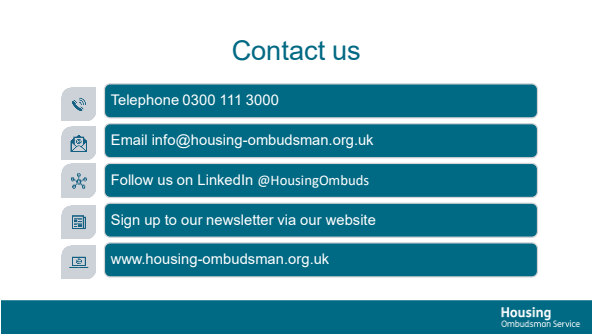 Contact us
Telephone 0300 111 3000
Email info@housing-ombudsman.org.uk
Follow us on LinkedIn @HousingOmbuds
Sign up to our newsletter via our website
www.housing-ombudsman.org.uk
Housing
Ombudsman Service